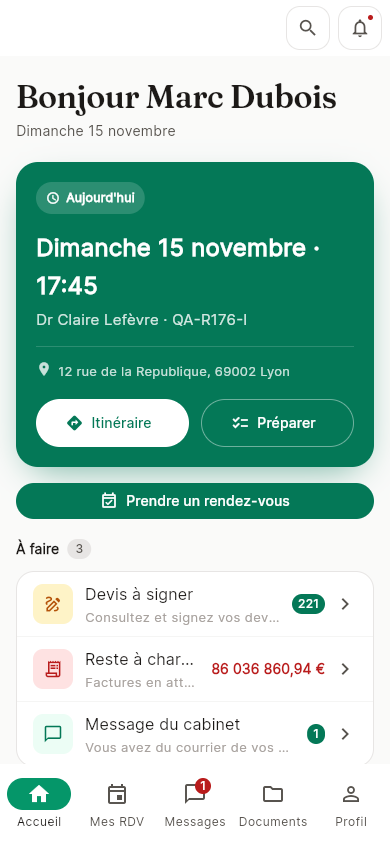 Bonjour Marc Dubois
Dimanche 15 novembre
Aujourd'hui
Dimanche 15 novembre ·
17:45
Dr Claire Lefèvre · QA-R176-I
12 rue de la Republique, 69002 Lyon
Itinéraire
Préparer
Prendre un rendez-vous
À faire 3
Devis à signer
Consultez et signez vos dev...
221
Reste à char...
Factures en att...
86 036 860,94 €
Message du cabinet
Vous avez du courrier de vos ...
1
1
Accueil
Mes RDV
Messages
Documents
Profil